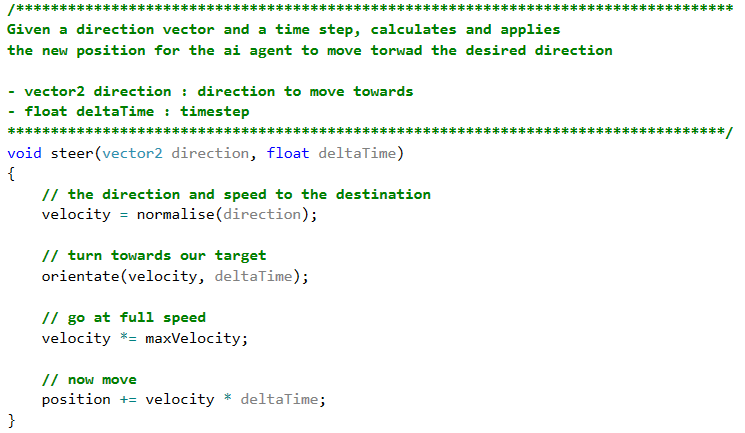 /***********************************************************************************
Given a direction vector and a time step, calculates and applies
the new position for the ai agent to move torwad the desired direction
- vector2 direction : direction to move towards
- float deltaTime : timestep
***********************************************************************************/
void steer(vector2 direction, float deltaTime)
{
// the direction and speed to the destination
velocity = normalise(direction);
// turn towards our target
orientate(velocity, deltaTime);
// go at full speed
velocity *= maxVelocity;
// now move
position += velocity * deltaTime;
}